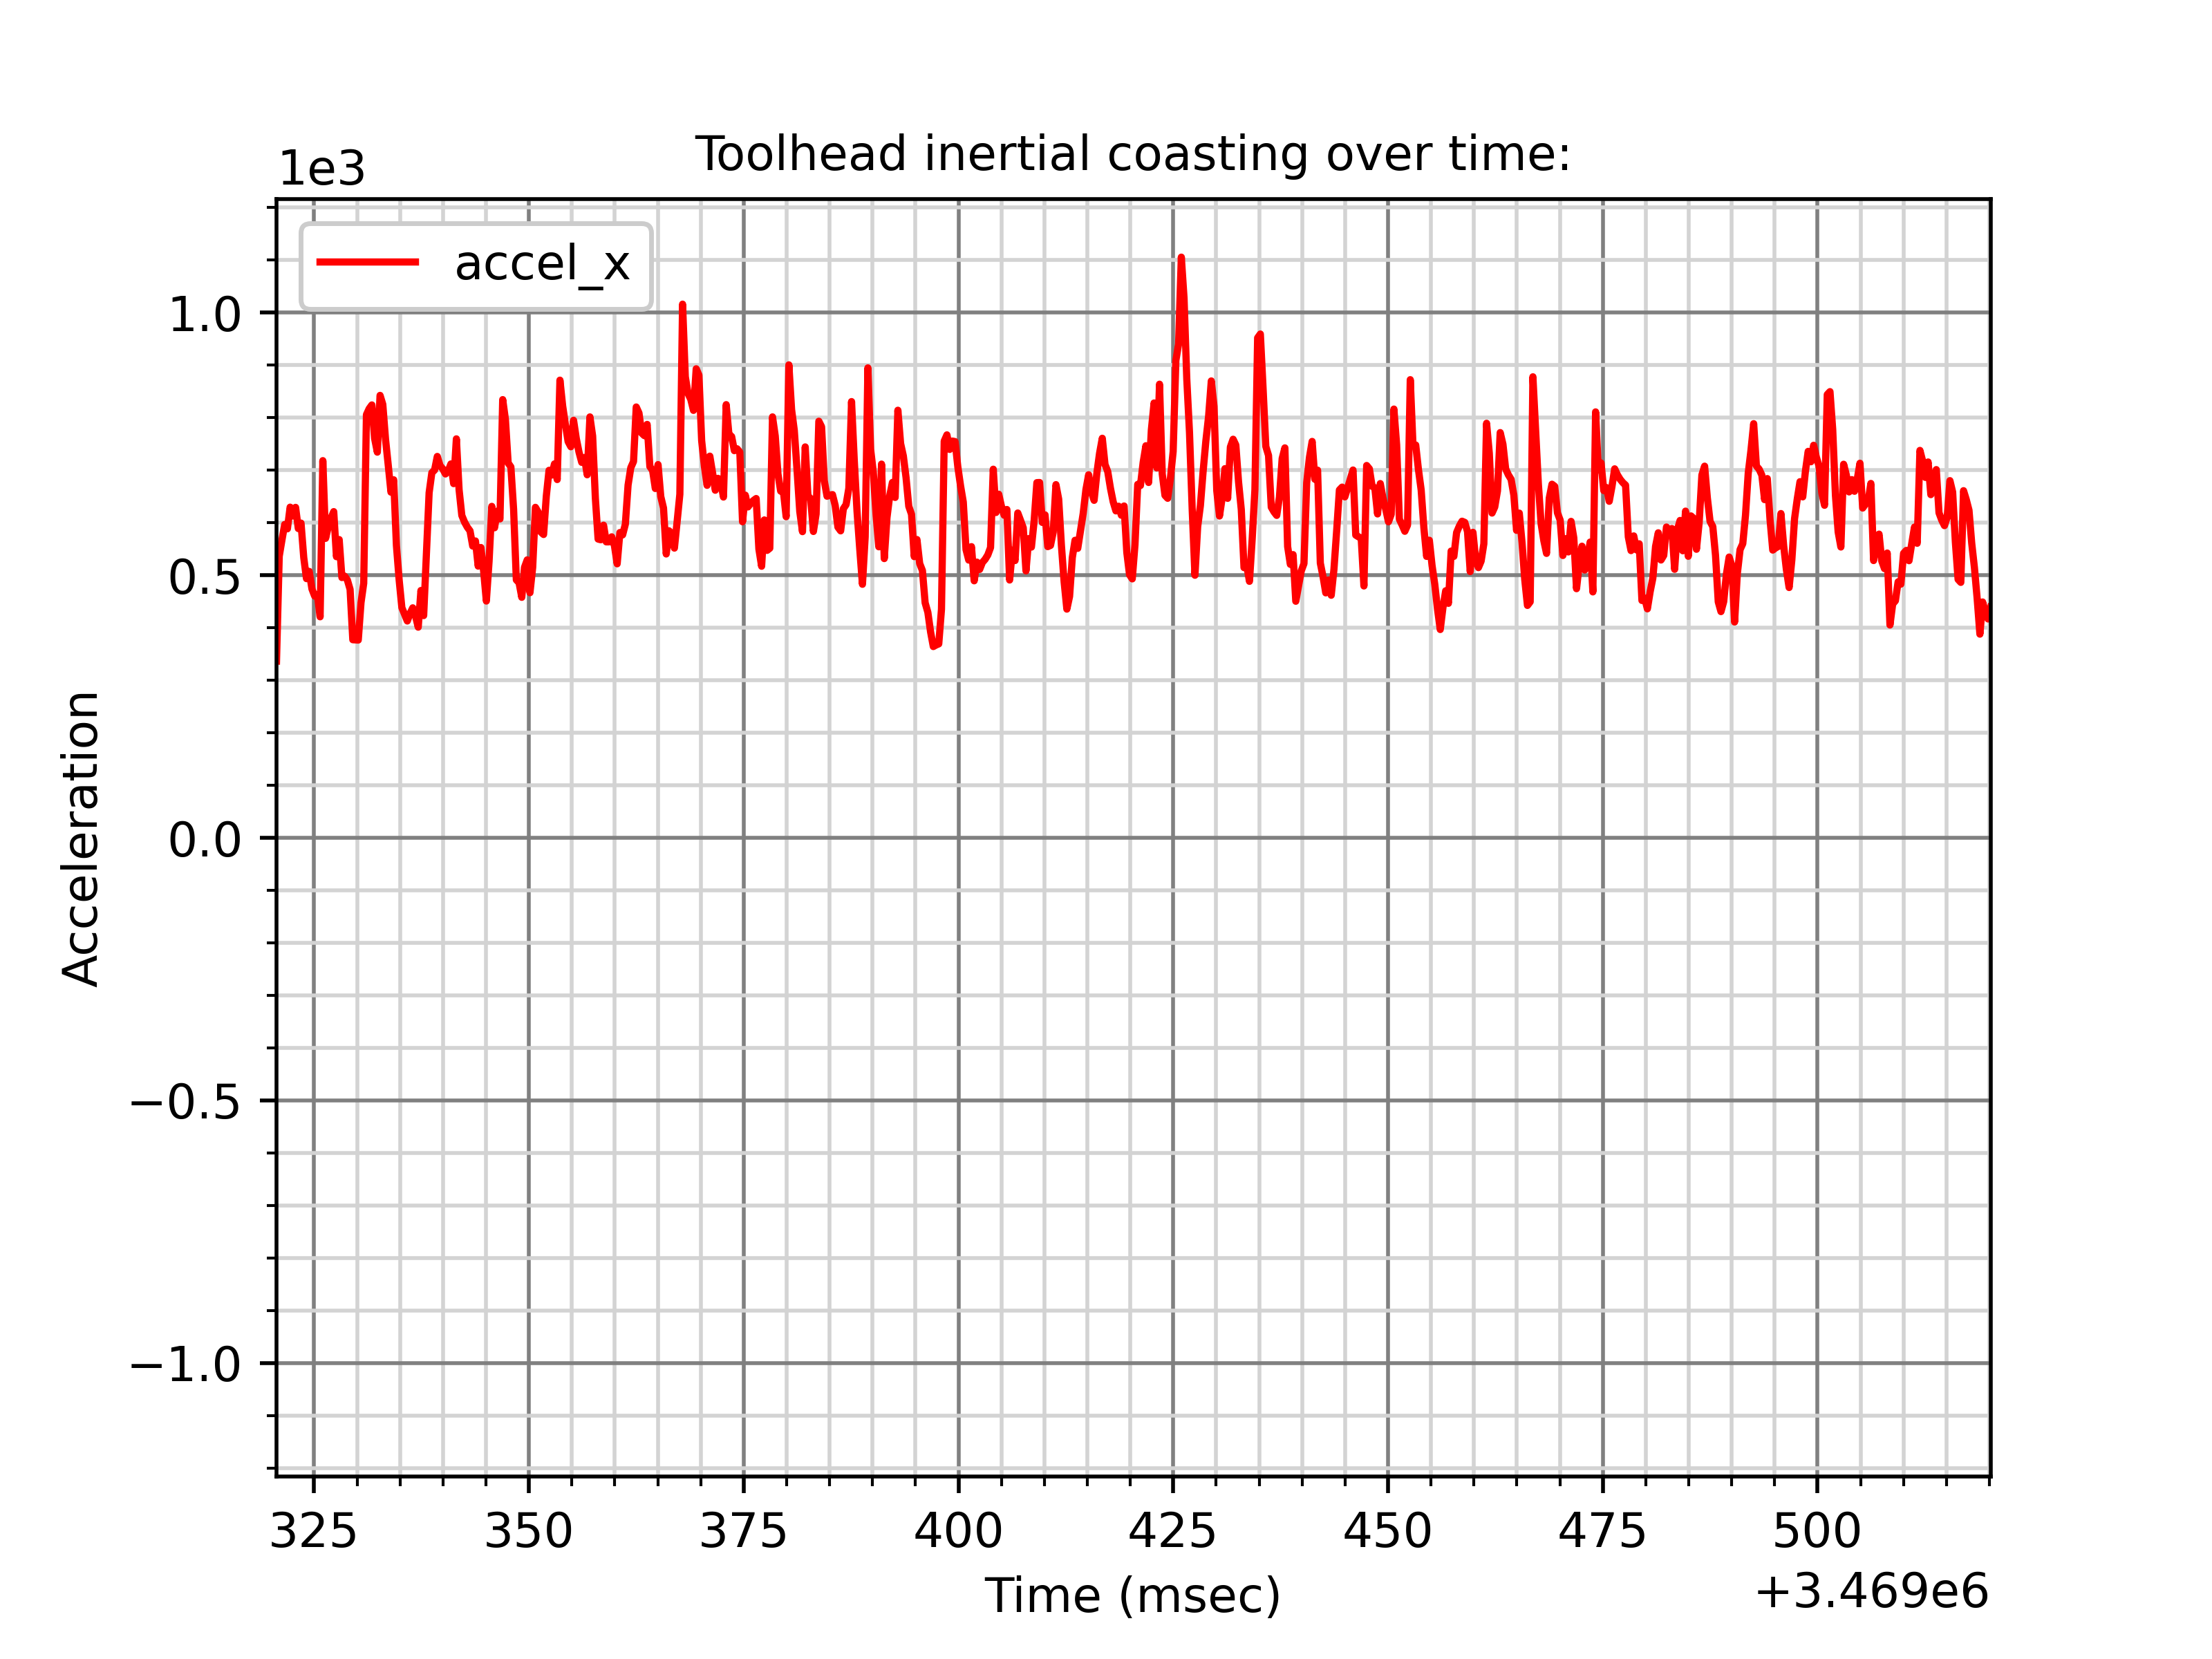 Toolhead inertial coasting over time:
1e3
accel_x
1.0
0.5
0.0
−0.5
−1.0
Acceleration
325 350 375 400 425 450 475 500
Time (msec)
+3.469e6